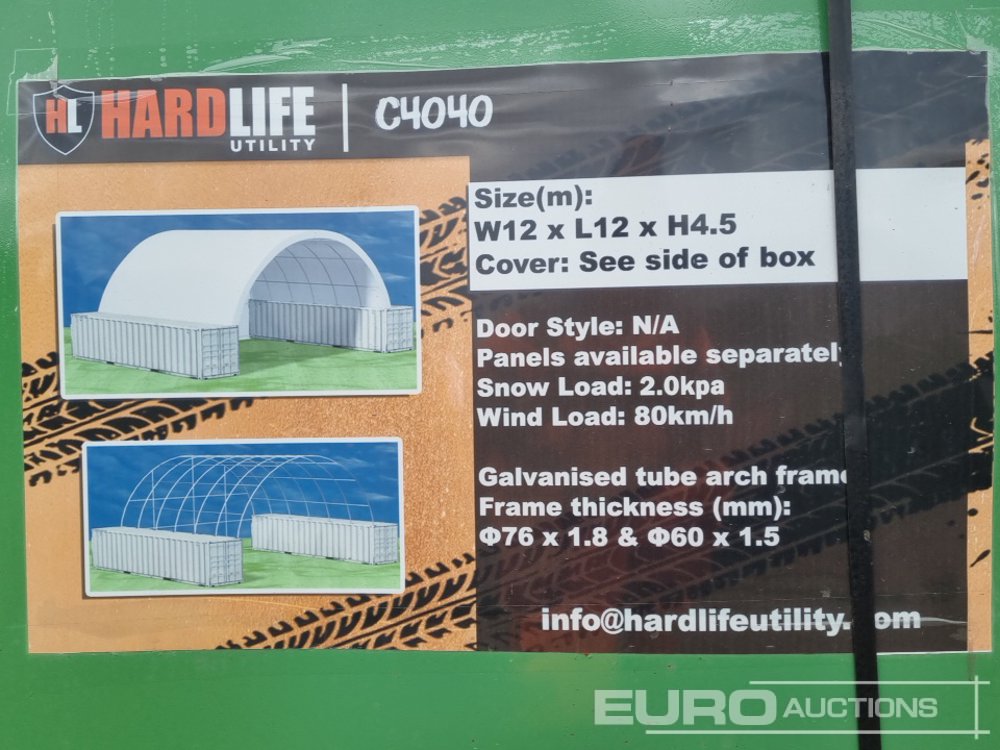 HL HARDLIFE
UTILITY
C4040
Size(m):
W12 x L12 x H4.5
Cover: See side of box
Door Style: N/A
Panels available separately
Snow Load: 2.0kpa
Wind Load: 80km/h
Galvanised tube arch frame
Frame thickness (mm):
Φ76 x 1.8 & Φ60 x 1.5
info@hardlifeutility.com
EURO AUCTIONS